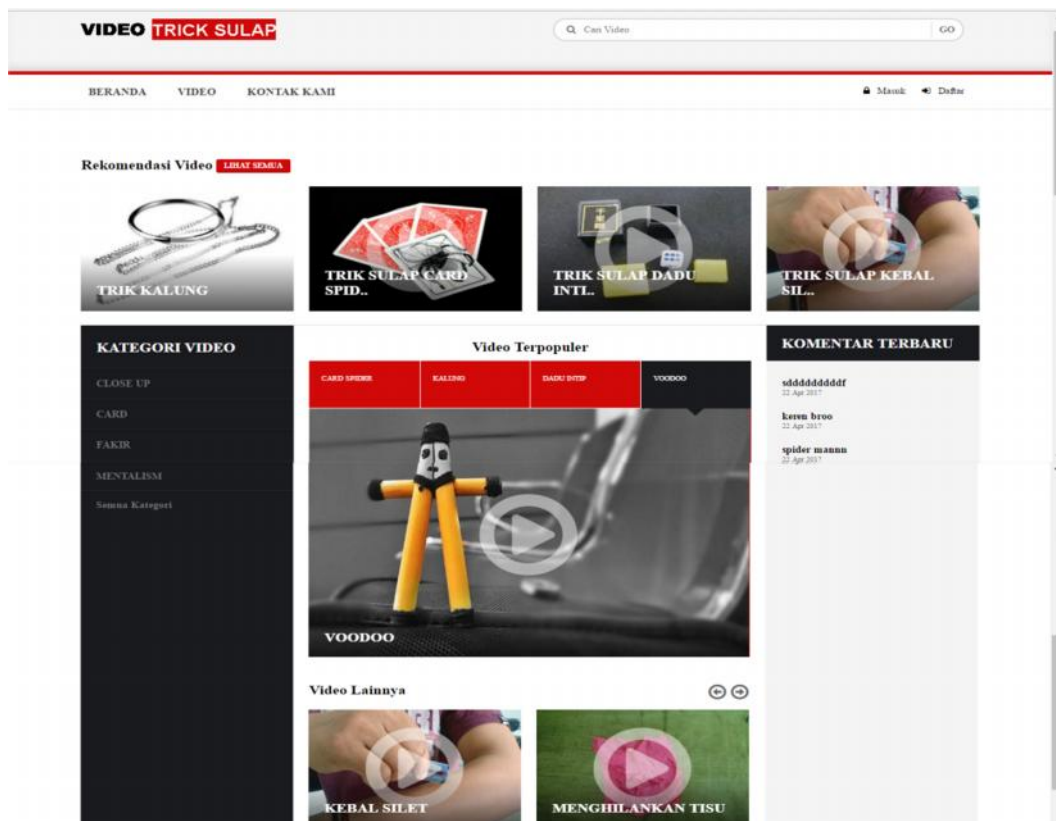 VIDEO TRICK SULAP
Cari Video
GO
BERANDA VIDEO KONTAK KAMI
Masuk Daftar
Rekomendasi Video LIHAT SEMUA
TRIK KALUNG
TRIK SULAP CARD
SPID..
TRIK SULAP DADU
INTI..
TRIK SULAP KEBAL
SIL..
KATEGORI VIDEO
CLOSE UP
CARD
FAKIR
MENTALISM
Semua Kategori
Video Terpopuler
CARD SPIDER
KALUNG
DADU INTIP
VOODOO
VOODOO
Video Lainnya
KEBAL SILET
MENGHILANKAN TISU
KOMENTAR TERBARU
sdddddddddf
22 Apr 2017
keren broo
22 Apr 2017
spider mannn
22 Apr 2017